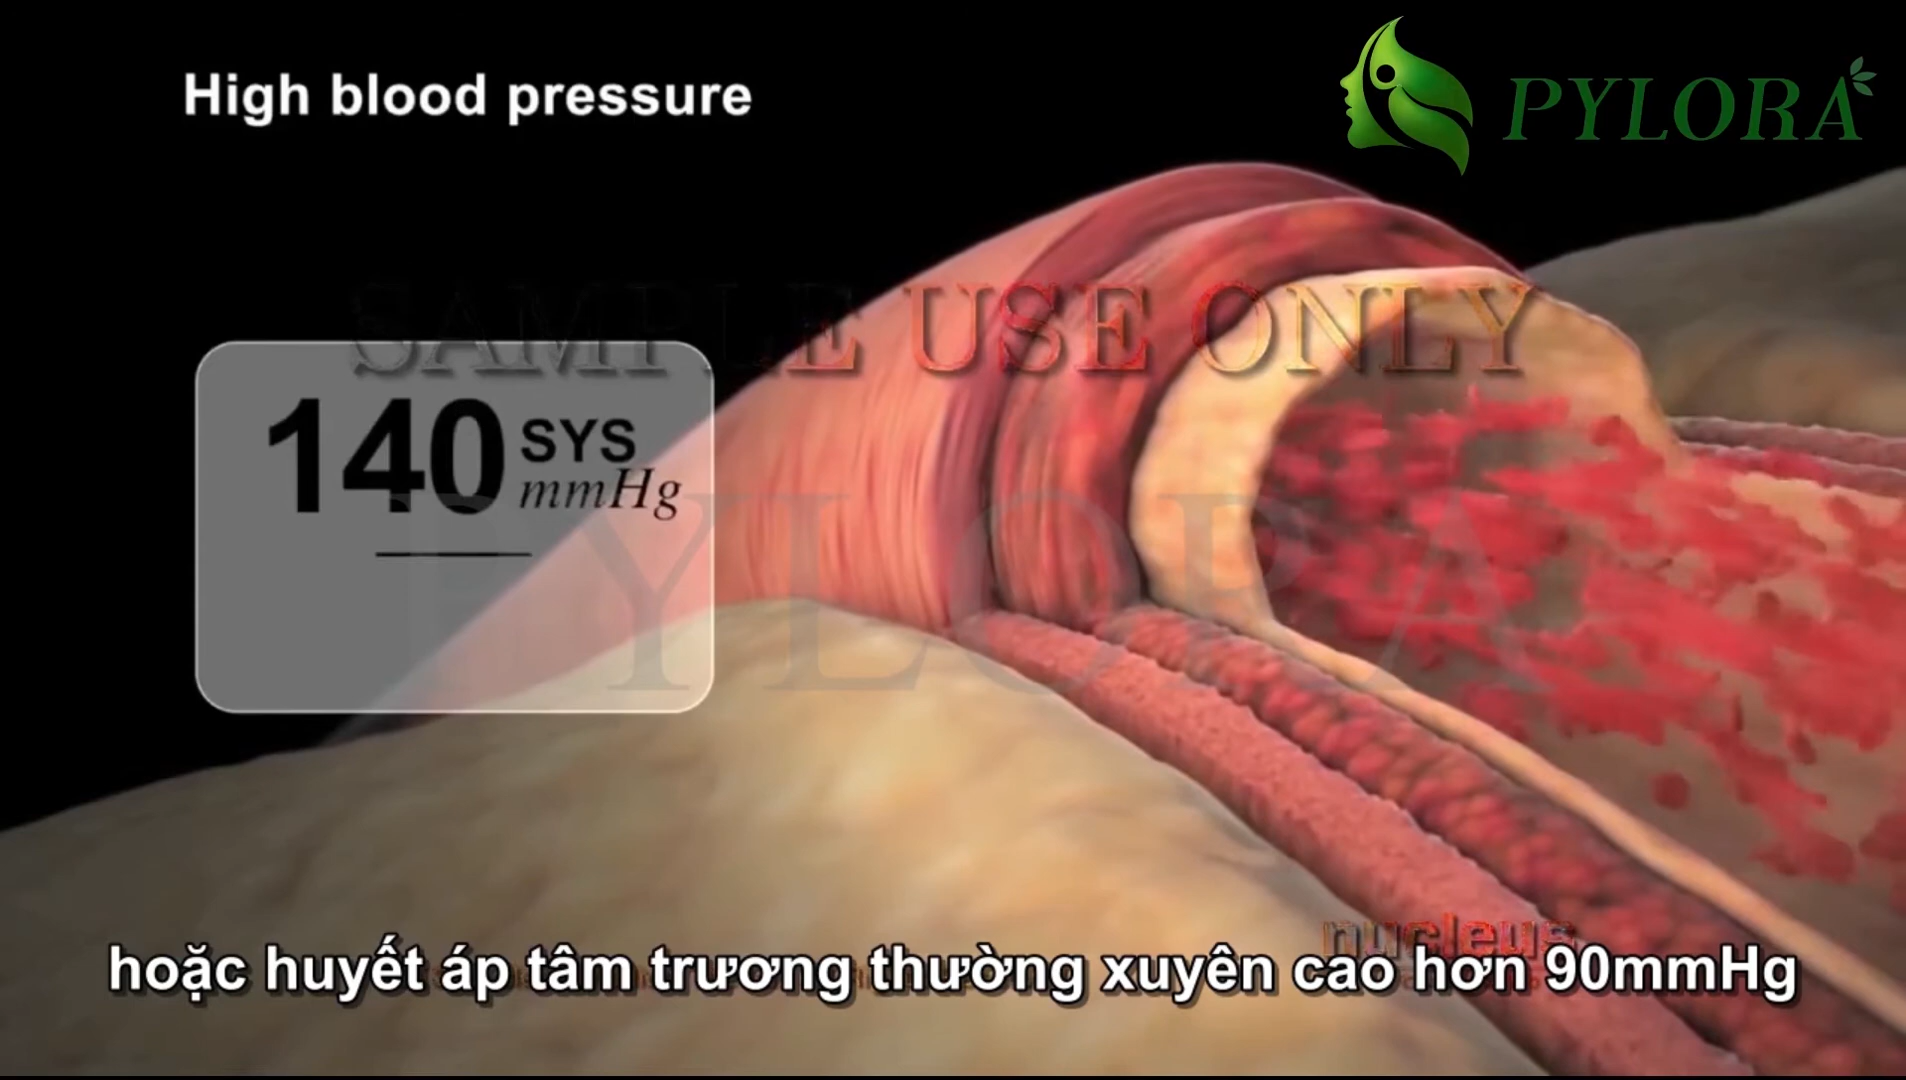 High blood pressure
PYLORA
SAMPLE USE ONLY
140 SYS
mmHg
PYLORA
nucleus
hoặc huyết áp tâm trương thường xuyên cao hơn 90mmHg